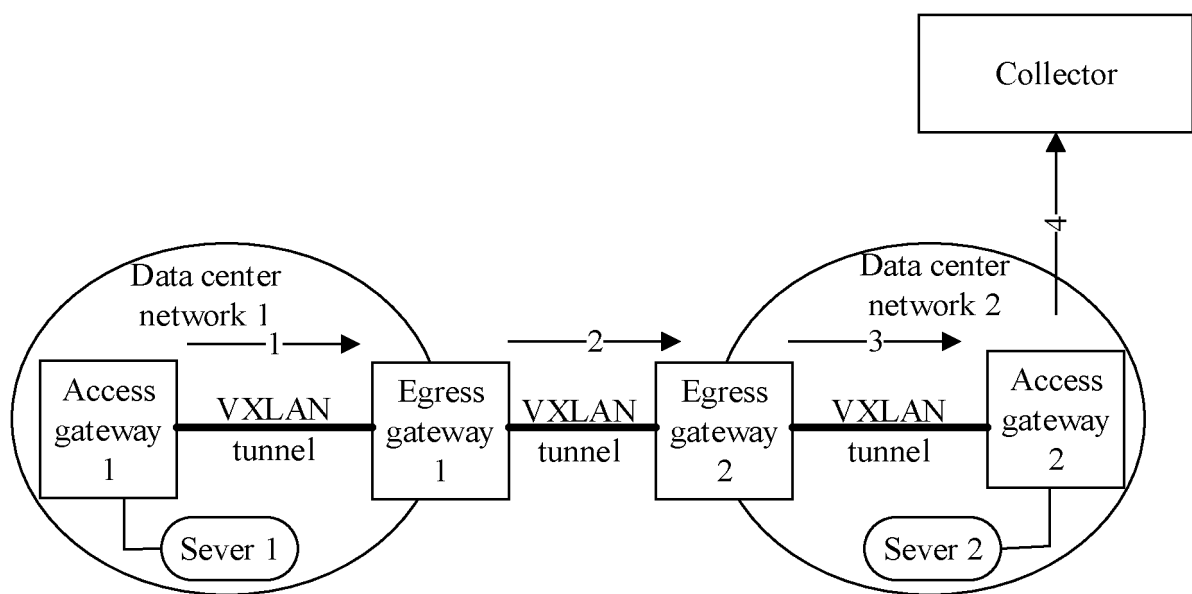 Collector
4
Data center
network 1
Data center
network 2
1
2
3
Access
gateway
1
VXLAN
tunnel
Egress
gateway
1
VXLAN
tunnel
Egress
gateway
2
VXLAN
tunnel
Access
gateway
2
Sever 1
Sever 2